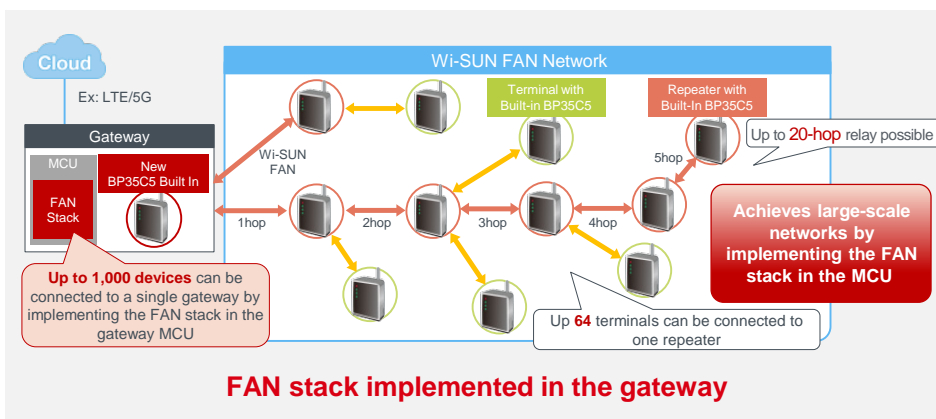 Cloud
Ex: LTE/5G
Gateway
MCU
FAN
Stack
New
BP35C5 Built In
Up to 1,000 devices can be
connected to a single gateway by
implementing the FAN stack in the
gateway MCU
Wi-SUN FAN Network
Wi-SUN
FAN
Terminal with
Built-in BP35C5
Repeater with
Built-In BP35C5
Up to 20-hop relay possible
1hop
2hop
3hop
4hop
5hop
Achieves large-scale
networks by
implementing the FAN
stack in the MCU
Up 64 terminals can be connected to
one repeater
FAN stack implemented in the gateway